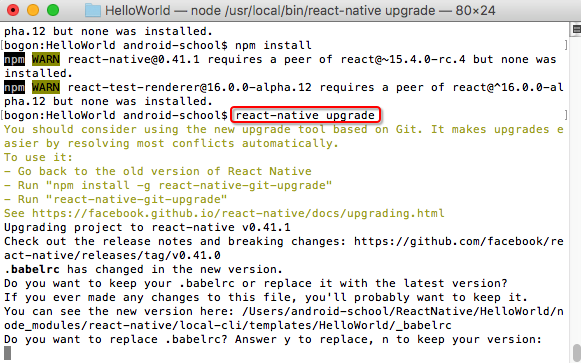 HelloWorld — node /usr/local/bin/react-native upgrade — 80×24
pha.12 but none was installed.
[bogon:HelloWorld android-school$ npm install
npm WARN react-native@0.41.1 requires a peer of react@~15.4.0-rc.4 but none was
installed.
npm WARN react-test-renderer@16.0.0-alpha.12 requires a peer of react@^16.0.0-al
pha.12 but none was installed.
[bogon:HelloWorld android-school$ react-native upgrade
You should consider using the new upgrade tool based on Git. It makes upgrades e
asier by resolving most conflicts automatically.
To use it:
- Go back to the old version of React Native
- Run "npm install -g react-native-git-upgrade"
- Run "react-native-git-upgrade"
See https://facebook.github.io/react-native/docs/upgrading.html
Upgrading project to react-native v0.41.1
Check out the release notes and breaking changes: https://github.com/facebook/re
act-native/releases/tag/v0.41.0
.babelrc has changed in the new version.
Do you want to keep your .babelrc or replace it with the latest version?
If you ever made any changes to this file, you'll probably want to keep it.
You can see the new version here: /Users/android-school/ReactNative/HelloWorld/n
ode_modules/react-native/local-cli/templates/HelloWorld/_babelrc
Do you want to replace .babelrc? Answer y to replace, n to keep your version: